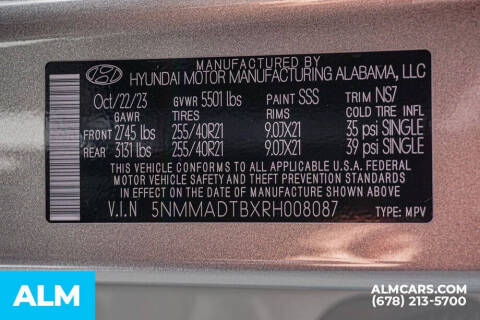 MANUFACTURED BY
HYUNDAI MOTOR MANUFACTURING ALABAMA, LLC
Oct/22/23 GVWR 5501 lbs PAINT SSS TRIM NS7
GAWR TIRES RIMS COLD TIRE INFL
FRONT 2745 lbs 255/40R21 9.0JX21 35 psi SINGLE
REAR 3131 lbs 255/40R21 9.0JX21 39 psi SINGLE
THIS VEHICLE CONFORMS TO ALL APPLICABLE U.S.A. FEDERAL
MOTOR VEHICLE SAFETY AND THEFT PREVENTION STANDARDS
IN EFFECT ON THE DATE OF MANUFACTURE SHOWN ABOVE.
V.I.N 5NMMADTBXRH008087 TYPE: MPV
ALM
ALMCARS.COM
(678) 213-5700